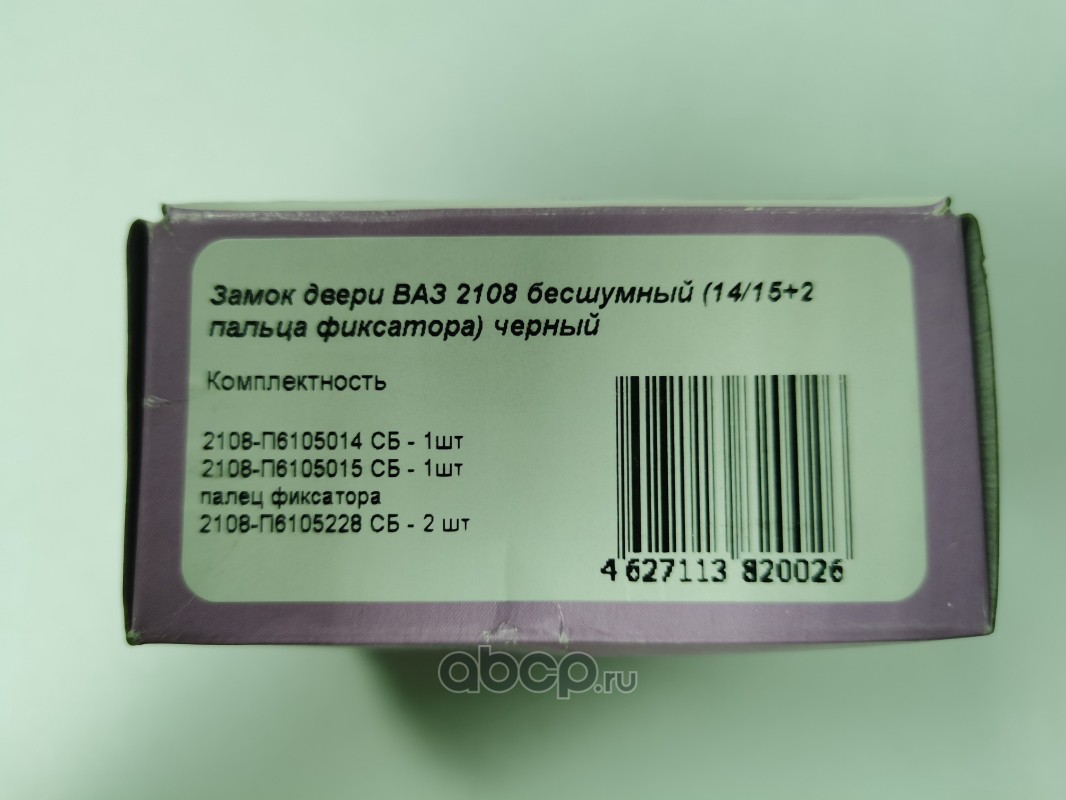 Замок двери ВАЗ 2108 бесшумный (14/15+2
пальца фиксатора) черный
Комплектность
2108-П6105014 СБ - 1шт
2108-П6105015 СБ - 1шт
палец фиксатора
2108-П6105228 СБ - 2 шт
4 627113 820026
abcp.ru